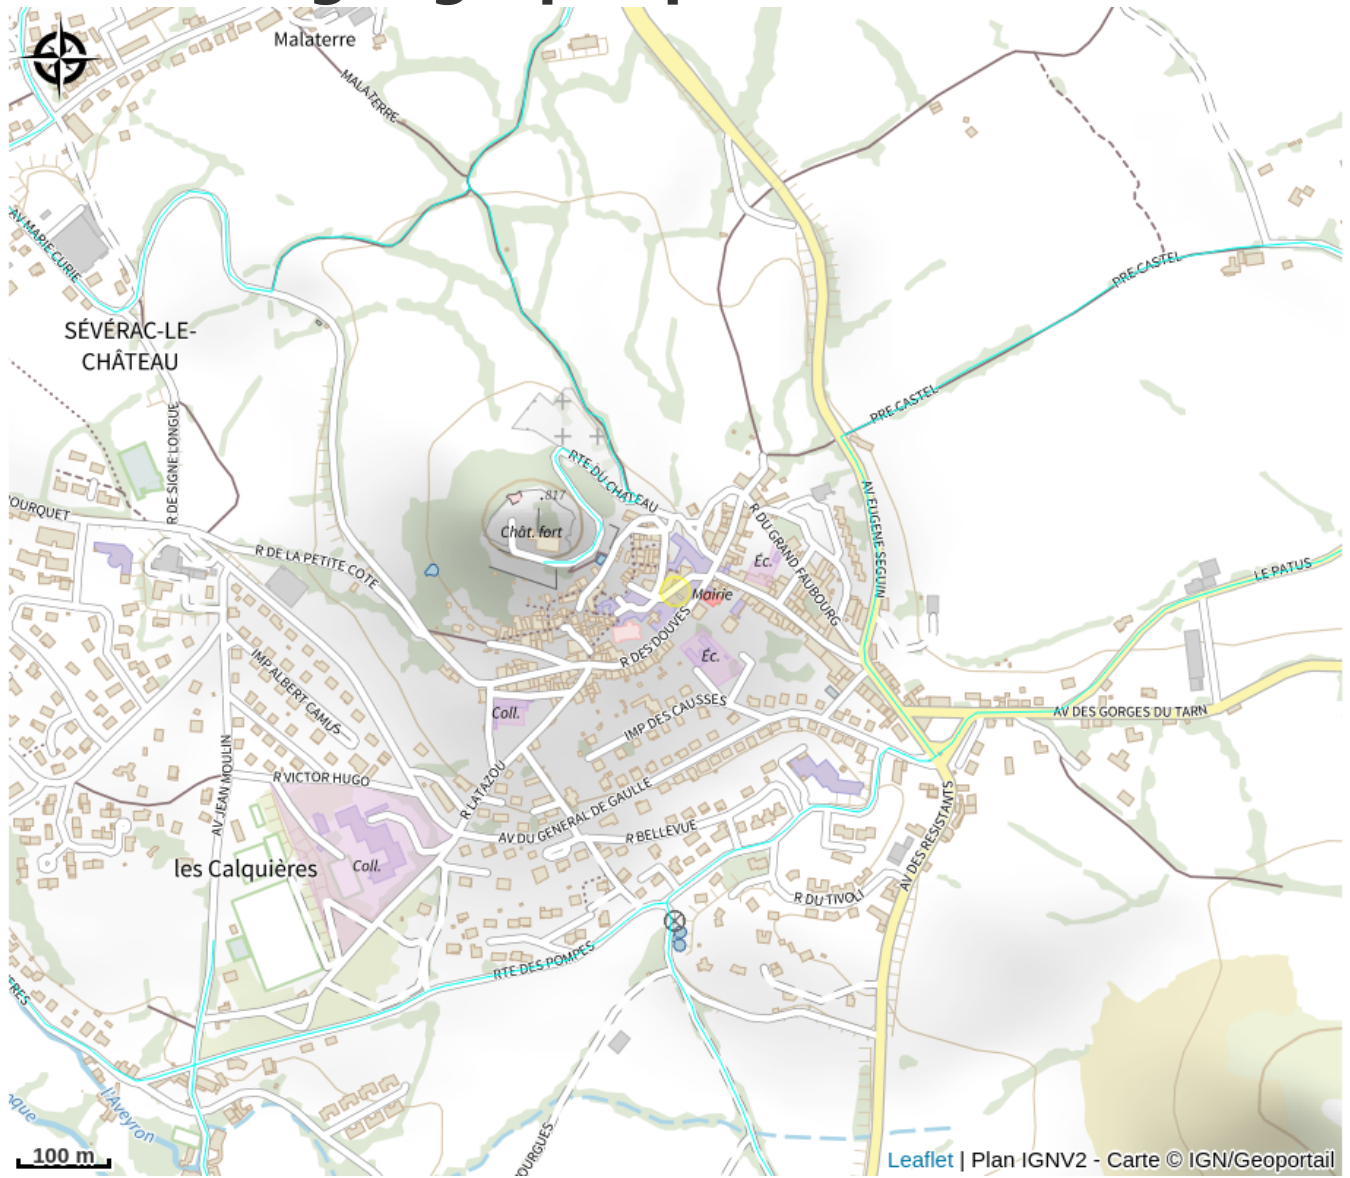 Malaterre
MALATERRE
AV MARIE CURIE
SÉVÉRAC-LE-
CHÂTEAU
PRE CASTEL
PRE CASTEL
R DE SIGNE LONGUE
RTE DU CHATEAU
.817
Chât. fort
R DU GRAND FAUBOURG
AV EUGENE SEGUIN
OURQUET
R DE LA PETITE COTE
Éc.
Mairie
LE PATUS
R DES DOUVES
Éc.
IMP ALBERT CAMUS
Coll.
IMP DES CAUSSES
AV DES GORGES DU TARN
AV JEAN MOULIN
R VICTOR HUGO
R LATAZOU
AV DU GENERAL DE GAULLE
R BELLEVUE
AV DES RESISTANTS
les Calquières
Coll.
R DU TIVOLI
RTE DES POMPES
ERES
l'Aveyron
oque
OURGUES
100 m
Leaflet | Plan IGNV2 - Carte © IGN/Geoportail